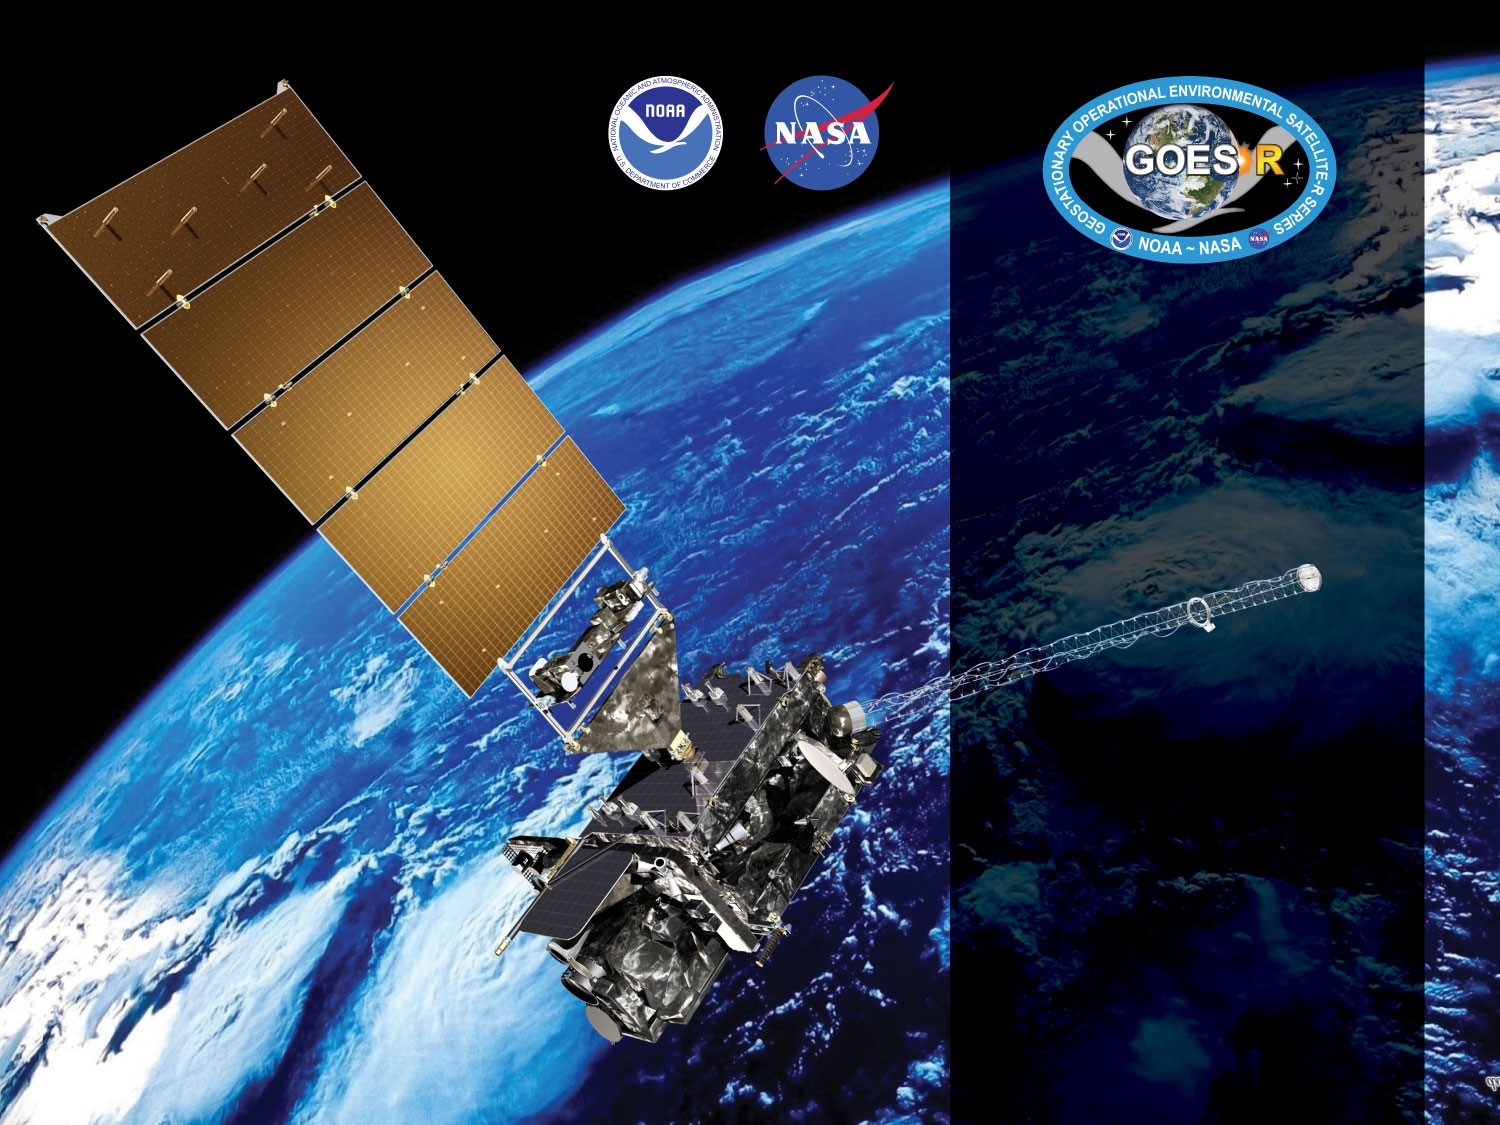 NATIONAL OCEANIC AND ATMOSPHERIC ADMINISTRATION
NOAA
U.S. DEPARTMENT OF COMMERCE
NASA
GEOSTATIONARY OPERATIONAL ENVIRONMENTAL SATELLITE-R SERIES
GOES R
NOAA
NASA
NOAA ~ NASA